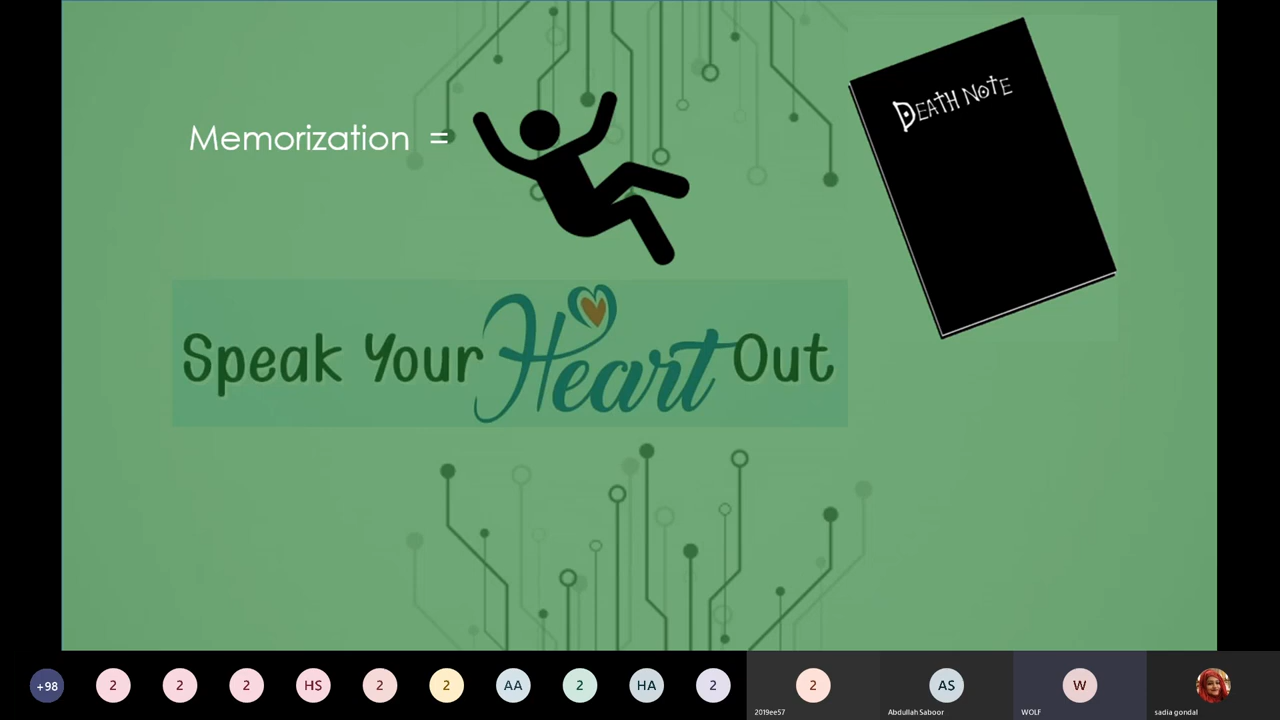 Memorization =
DEATH NOTE
Speak Your Heart Out
+98 2 2 2 HS 2 2 AA 2 HA 2 2 AS W
2019ee57 Abdullah Saboor WOLF sadia gondal